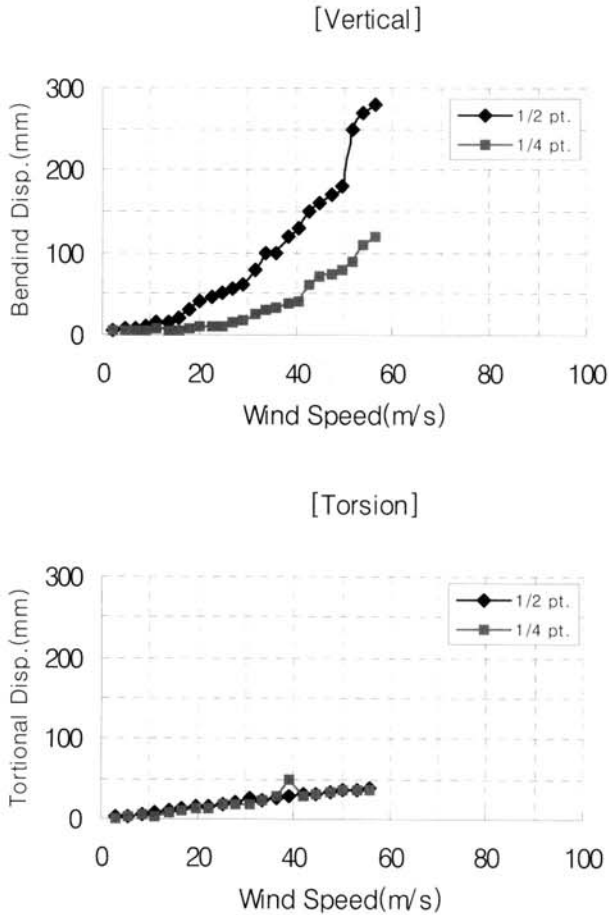 [Vertical]
300
200
100
0
Bendind Disp.(mm)
1/2 pt.
1/4 pt.
0 20 40 60 80 100
Wind Speed(m/s)
[Torsion]
300
200
100
0
Tortional Disp.(mm)
1/2 pt.
1/4 pt.
0 20 40 60 80 100
Wind Speed(m/s)